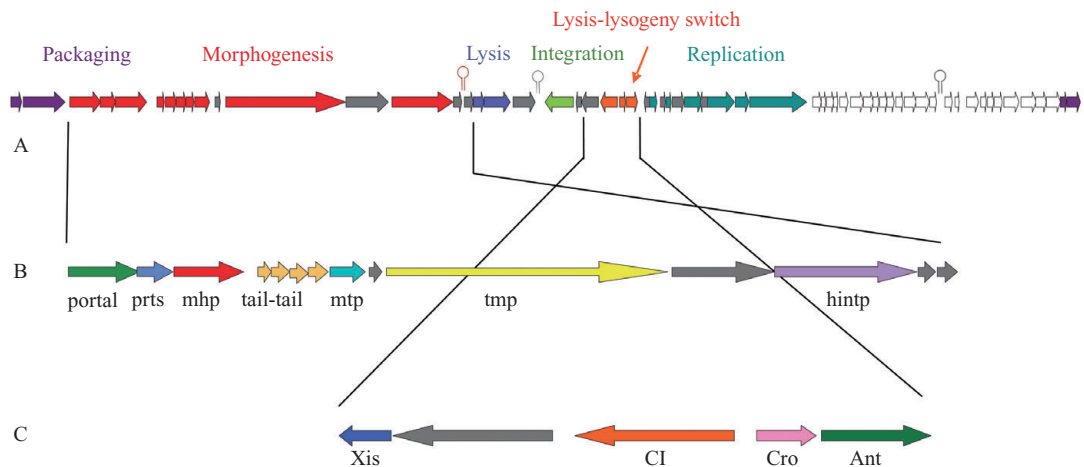 Lysis-lysogeny switch
Packaging Morphogenesis Lysis Integration Replication
A
B
portal prts mhp tail-tail mtp tmp hintp
C
Xis CI Cro Ant